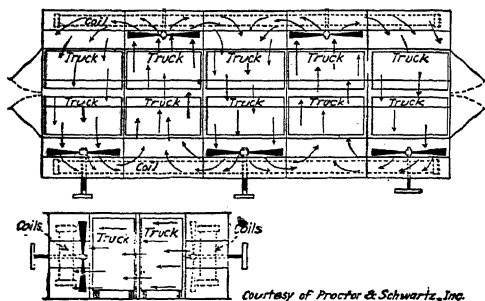 Coil
Truck Truck Truck Truck Truck
Truck Truck Truck Truck Truck
Coil
Coils Truck Truck Coils
Courtesy of Proctor & Schwartz, Inc.